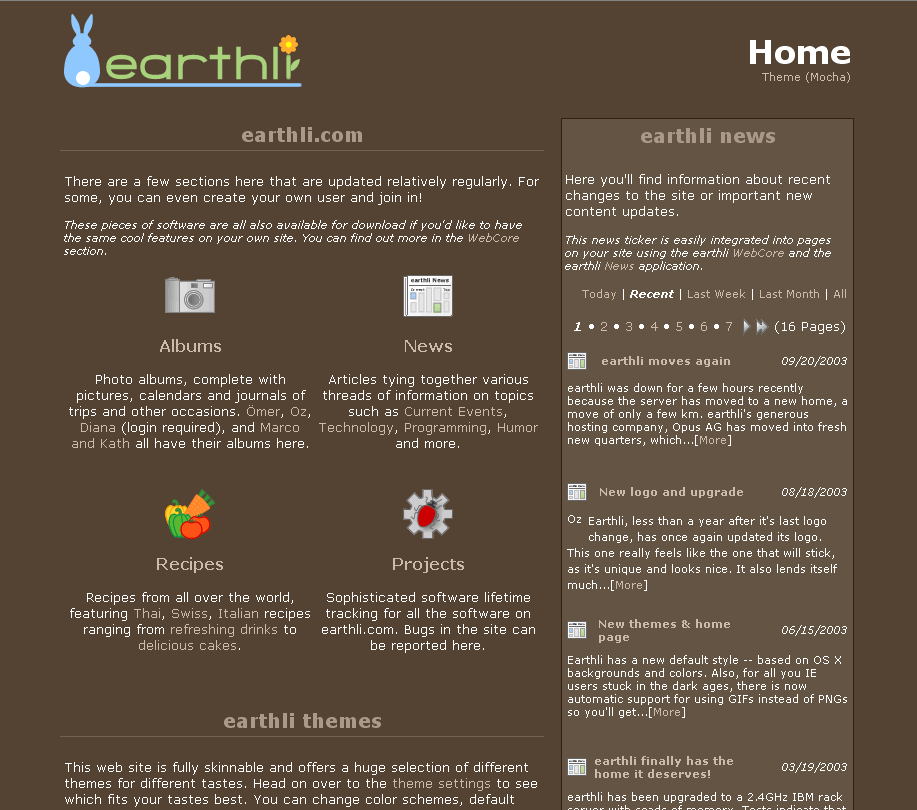 earthli
Home
Theme (Mocha)
earthli.com
There are a few sections here that are updated relatively regularly. For
some, you can even create your own user and join in!
These pieces of software are all also available for download if you'd like to have
the same cool features on your own site. You can find out more in the WebCore
section.
Albums
Photo albums, complete with
pictures, calendars and journals of
trips and other occasions. Ömer, Oz,
Diana (login required), and Marco
and Kath all have their albums here.
earthli News
News
Articles tying together various
threads of information on topics
such as Current Events,
Technology, Programming, Humor
and more.
Recipes
Recipes from all over the world,
featuring Thai, Swiss, Italian recipes
ranging from refreshing drinks to
delicious cakes.
Projects
Sophisticated software lifetime
tracking for all the software on
earthli.com. Bugs in the site can
be reported here.
earthli themes
This web site is fully skinnable and offers a huge selection of different
themes for different tastes. Head on over to the theme settings to see
which fits your tastes best. You can change color schemes, default
earthli news
Here you'll find information about recent
changes to the site or important new
content updates.
This news ticker is easily integrated into pages
on your site using the earthli WebCore and the
earthli News application.
Today | Recent | Last Week | Last Month | All
1 • 2 • 3 • 4 • 5 • 6 • 7 (16 Pages)
earthli moves again 09/20/2003
earthli was down for a few hours recently
because the server has moved to a new home, a
move of only a few km. earthli's generous
hosting company, Opus AG has moved into fresh
new quarters, which...[More]
New logo and upgrade 08/18/2003
Oz Earthli, less than a year after it's last logo
change, has once again updated its logo.
This one really feels like the one that will stick,
as it's unique and looks nice. It also lends itself
much...[More]
New themes & home
page 06/15/2003
Earthli has a new default style -- based on OS X
backgrounds and colors. Also, for all you IE
users stuck in the dark ages, there is now
automatic support for using GIFs instead of PNGs
so you'll get...[More]
earthli finally has the
home it deserves! 03/19/2003
earthli has been upgraded to a 2.4GHz IBM rack
server with scads of memory. Tests indicate that